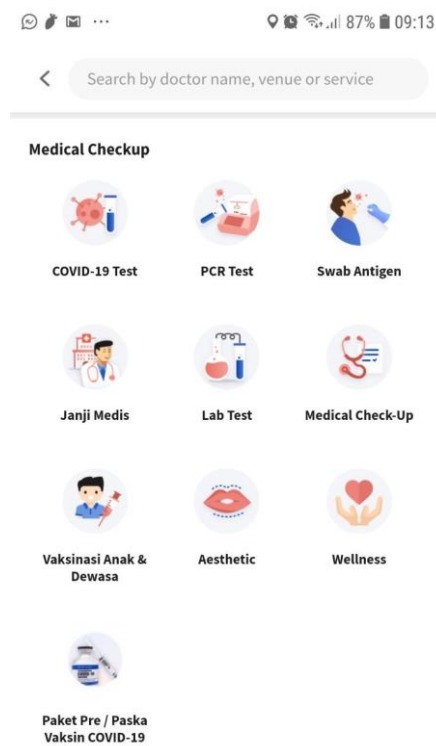 87% 09:13
Search by doctor name, venue or service
Medical Checkup
COVID-19 Test
PCR Test
Swab Antigen
Janji Medis
Lab Test
Medical Check-Up
Vaksinasi Anak &
Dewasa
Aesthetic
Wellness
Paket Pre / Paska
Vaksin COVID-19